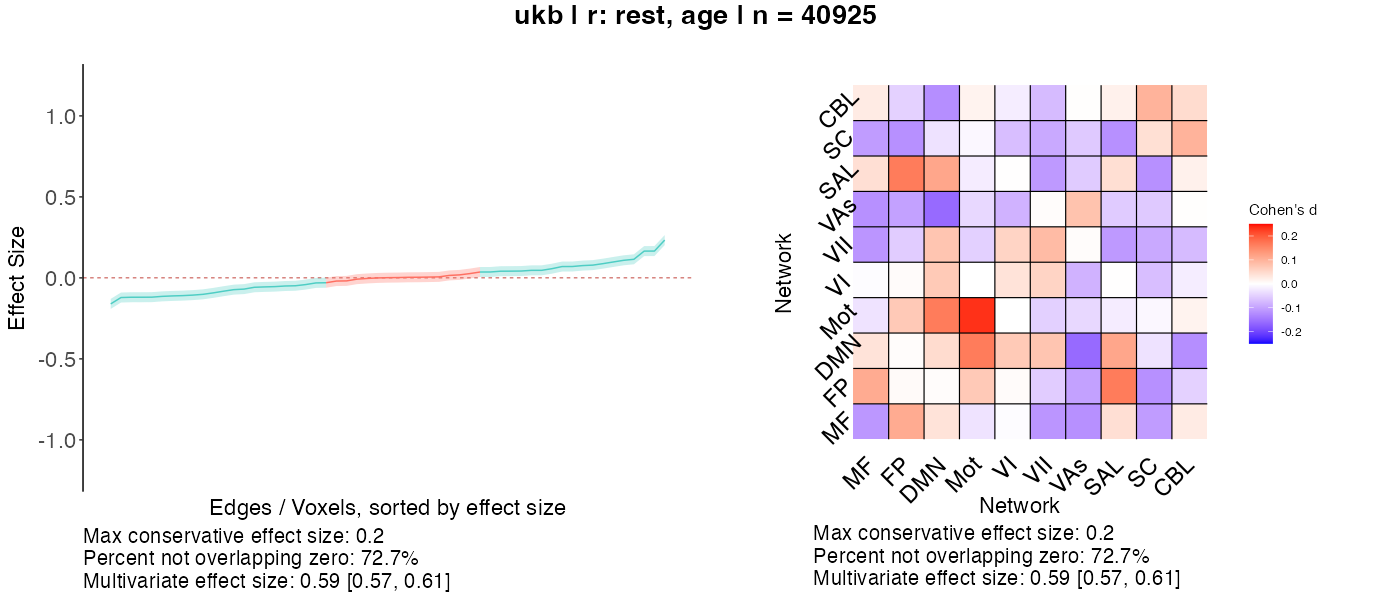 ukb | r: rest, age | n = 40925
Effect Size
1.0
0.5
0.0
-0.5
-1.0
Edges / Voxels, sorted by effect size
Max conservative effect size: 0.2
Percent not overlapping zero: 72.7%
Multivariate effect size: 0.59 [0.57, 0.61]
Network
CBL
SC
SAL
VAs
VII
VI
Mot
DMN
FP
MF
MF FP DMN Mot VI VII VAs SAL SC CBL
Network
Cohen's d
0.2
0.1
0.0
-0.1
-0.2
Max conservative effect size: 0.2
Percent not overlapping zero: 72.7%
Multivariate effect size: 0.59 [0.57, 0.61]